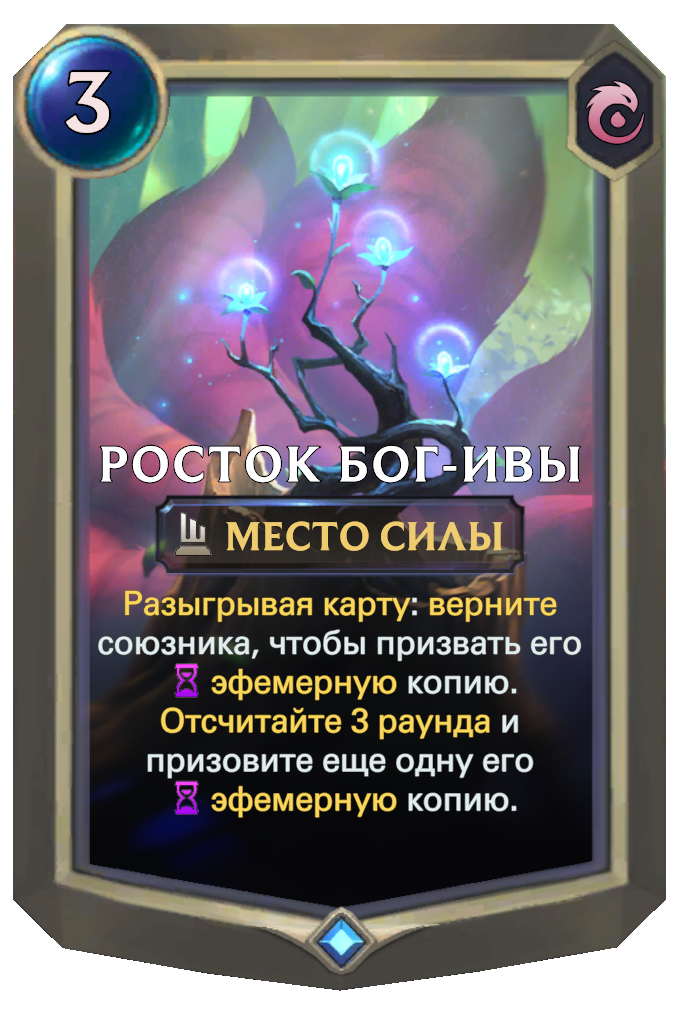 3
РОСТОК БОГ-ИВЫ
МЕСТО СИЛЫ
Разыгрывая карту: верните
союзника, чтобы призвать его
эфемерную копию.
Отсчитайте 3 раунда и
призовите еще одну его
эфемерную копию.